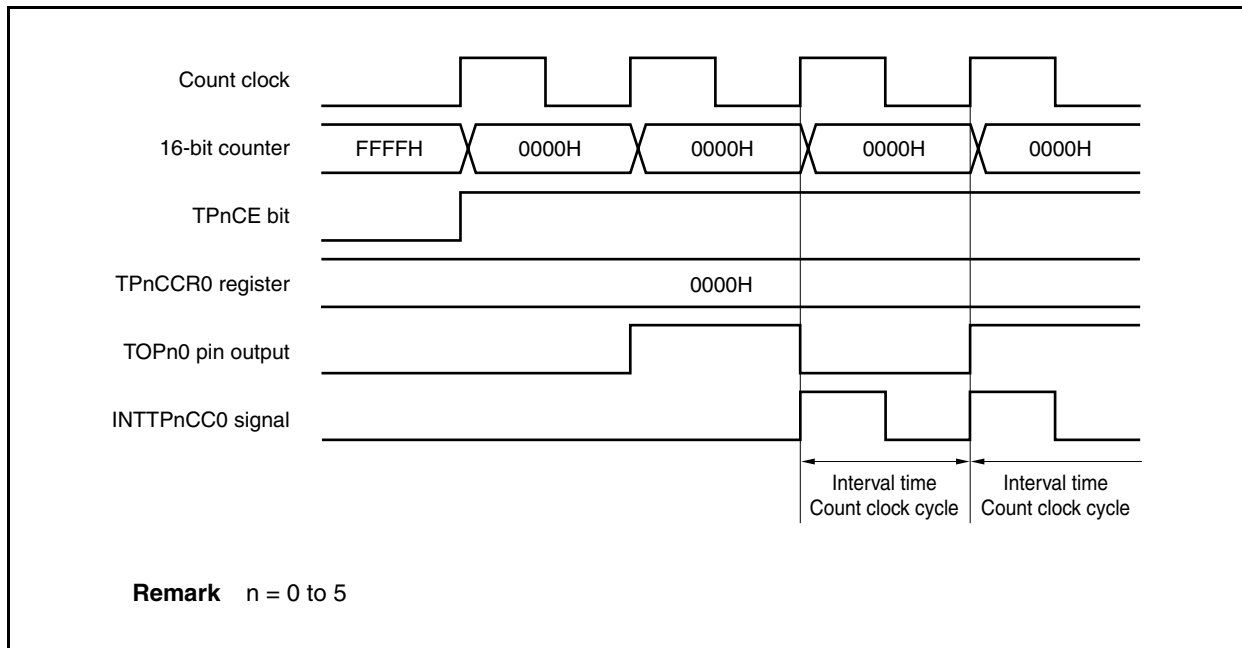 Count clock
16-bit counter
FFFFH 0000H 0000H 0000H 0000H
TPnCE bit
TPnCCR0 register
0000H
TOPn0 pin output
INTTPnCC0 signal
Interval time Interval time
Count clock cycle Count clock cycle
Remark n = 0 to 5